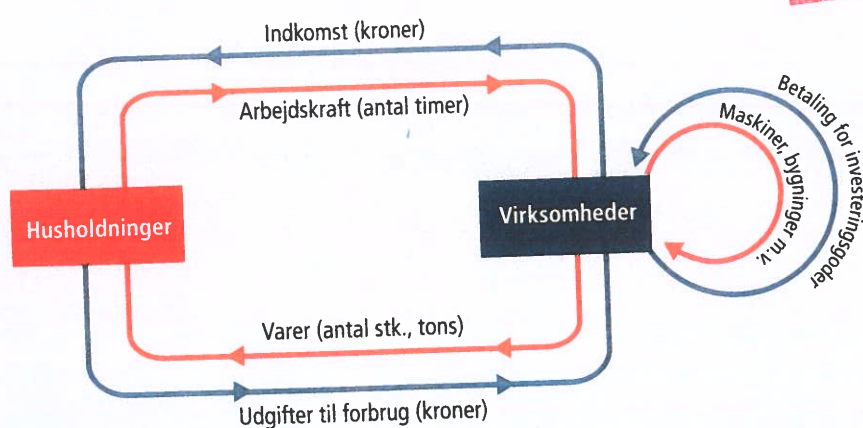 Indkomst (kroner)
Arbejdskraft (antal timer)
Betaling for investeringsgoder
Maskiner, bygninger m.v.
Husholdninger
Virksomheder
Varer (antal stk., tons)
Udgifter til forbrug (kroner)